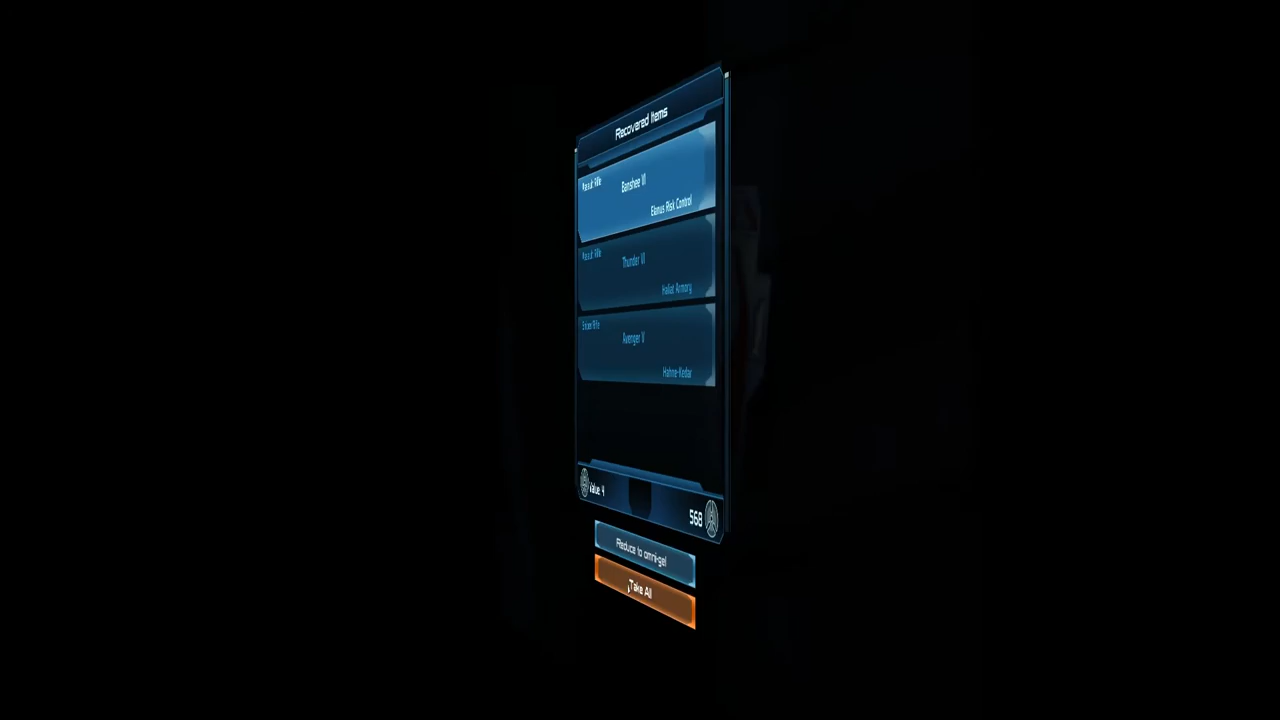 Recovered Items
Assault Rifle
Banshee VI
Elanus Risk Control
Assault Rifle
Thunder VI
Haliat Armory
Sniper Rifle
Avenger V
Hahne-Kedar
Value: 4
568
Reduce to omni-gel
Take All